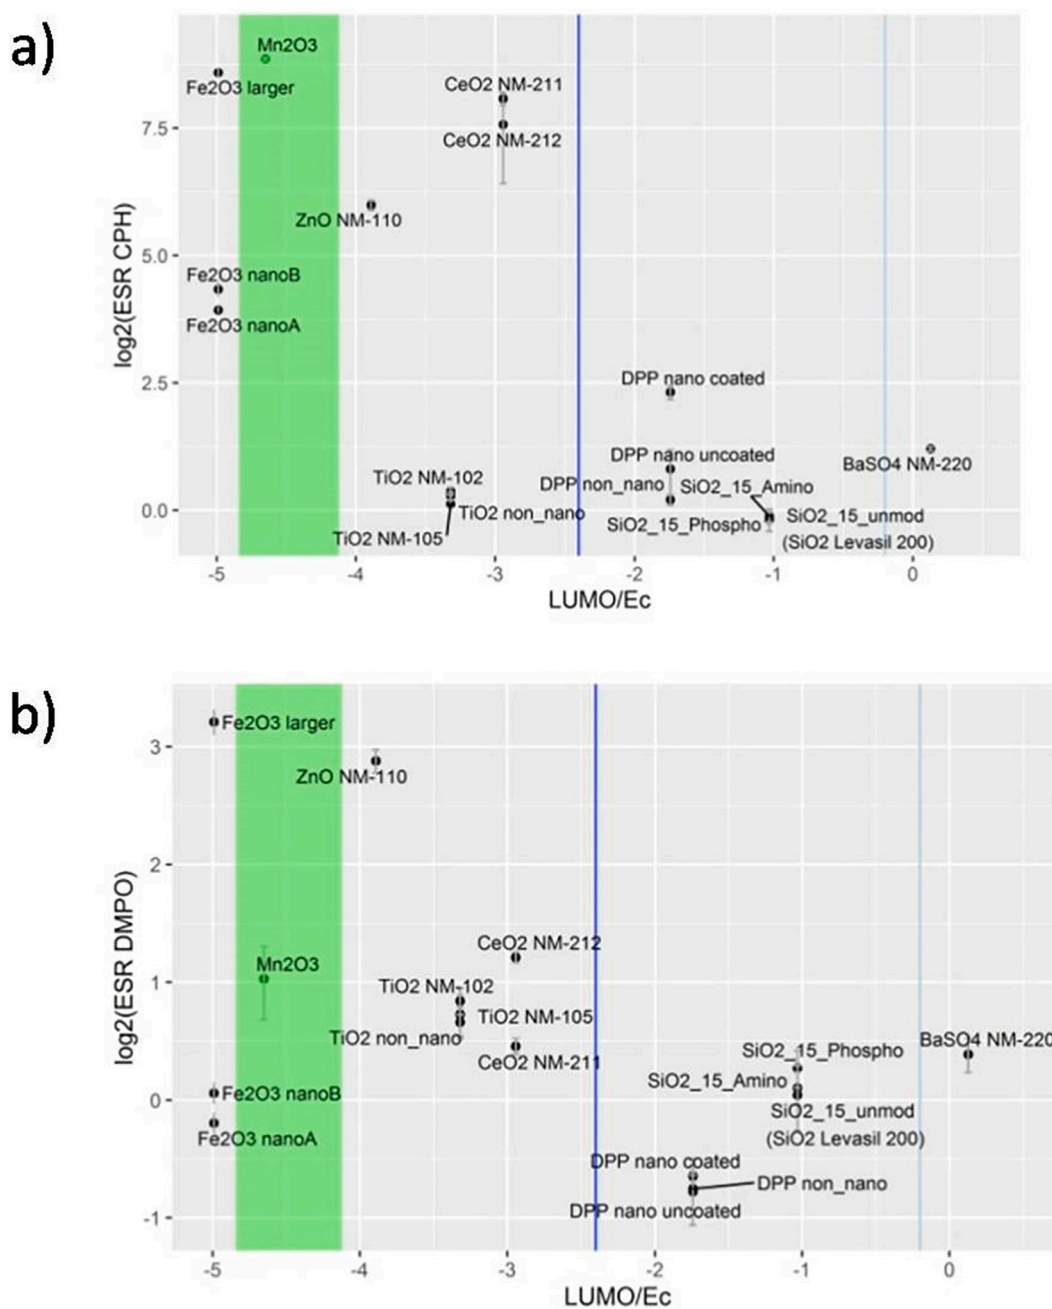 a)
Mn2O3
Fe2O3 larger
CeO2 NM-211
CeO2 NM-212
7.5
ZnO NM-110
log2(ESR CPH)
5.0
Fe2O3 nanoB
Fe2O3 nanoA
2.5
DPP nano coated
DPP nano uncoated
BaSO4 NM-220
TiO2 NM-102
DPP non_nano
SiO2_15_Amino
0.0
TiO2 non_nano
SiO2_15_Phospho
SiO2_15_unmod
TiO2 NM-105
(SiO2 Levasil 200)
-5 -4 -3 -2 -1 0
LUMO/Ec
b)
Fe2O3 larger
3
ZnO NM-110
2
log2(ESR DMPO)
CeO2 NM-212
Mn2O3
1
TiO2 NM-102
TiO2 NM-105
TiO2 non_nano
CeO2 NM-211
SiO2_15_Phospho
BaSO4 NM-220
SiO2_15_Amino
Fe2O3 nanoB
0
SiO2_15_unmod
Fe2O3 nanoA
(SiO2 Levasil 200)
DPP nano coated
DPP non_nano
DPP nano uncoated
-1
-5 -4 -3 -2 -1 0
LUMO/Ec